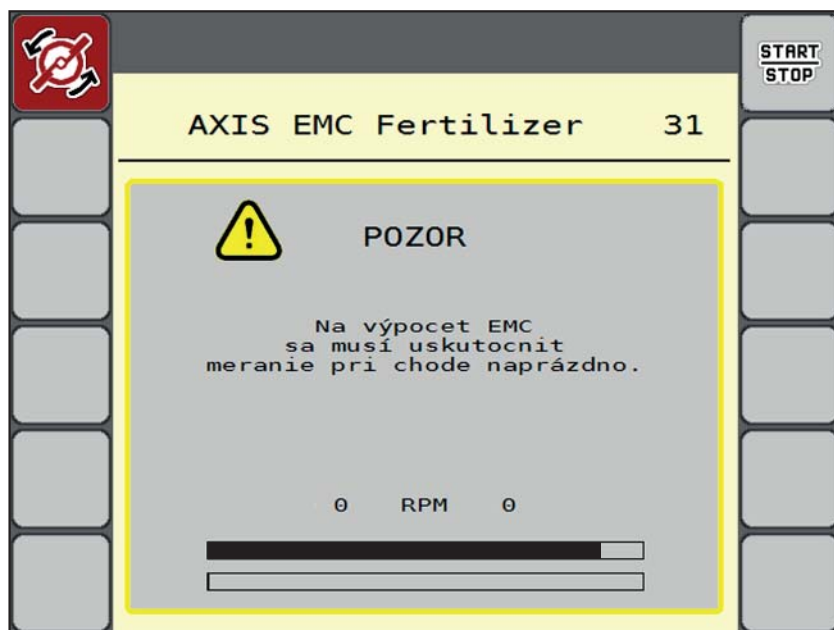 START
STOP
AXIS EMC Fertilizer 31
POZOR
Na výpocet EMC
sa musí uskutocnit
meranie pri chode naprázdno.
0 RPM 0